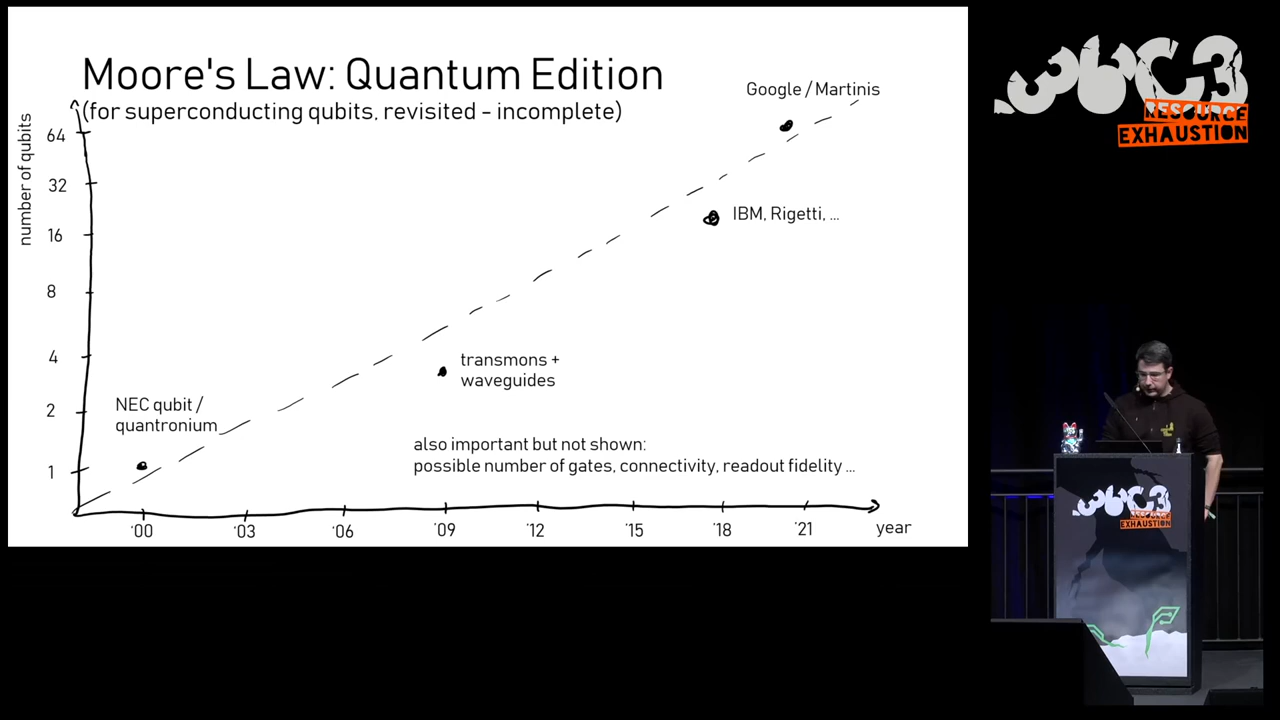 Moore's Law: Quantum Edition
(for superconducting qubits, revisited - incomplete)
number of qubits
64
32
16
8
4
2
1
Google / Martinis
IBM, Rigetti, ...
transmons +
waveguides
NEC qubit /
quantronium
also important but not shown:
possible number of gates, connectivity, readout fidelity ...
'00
'03
'06
'09
'12
'15
'18
'21
year
36C3
RESOURCE
EXHAUSTION
36C3
RESOURCE
EXHAUSTION